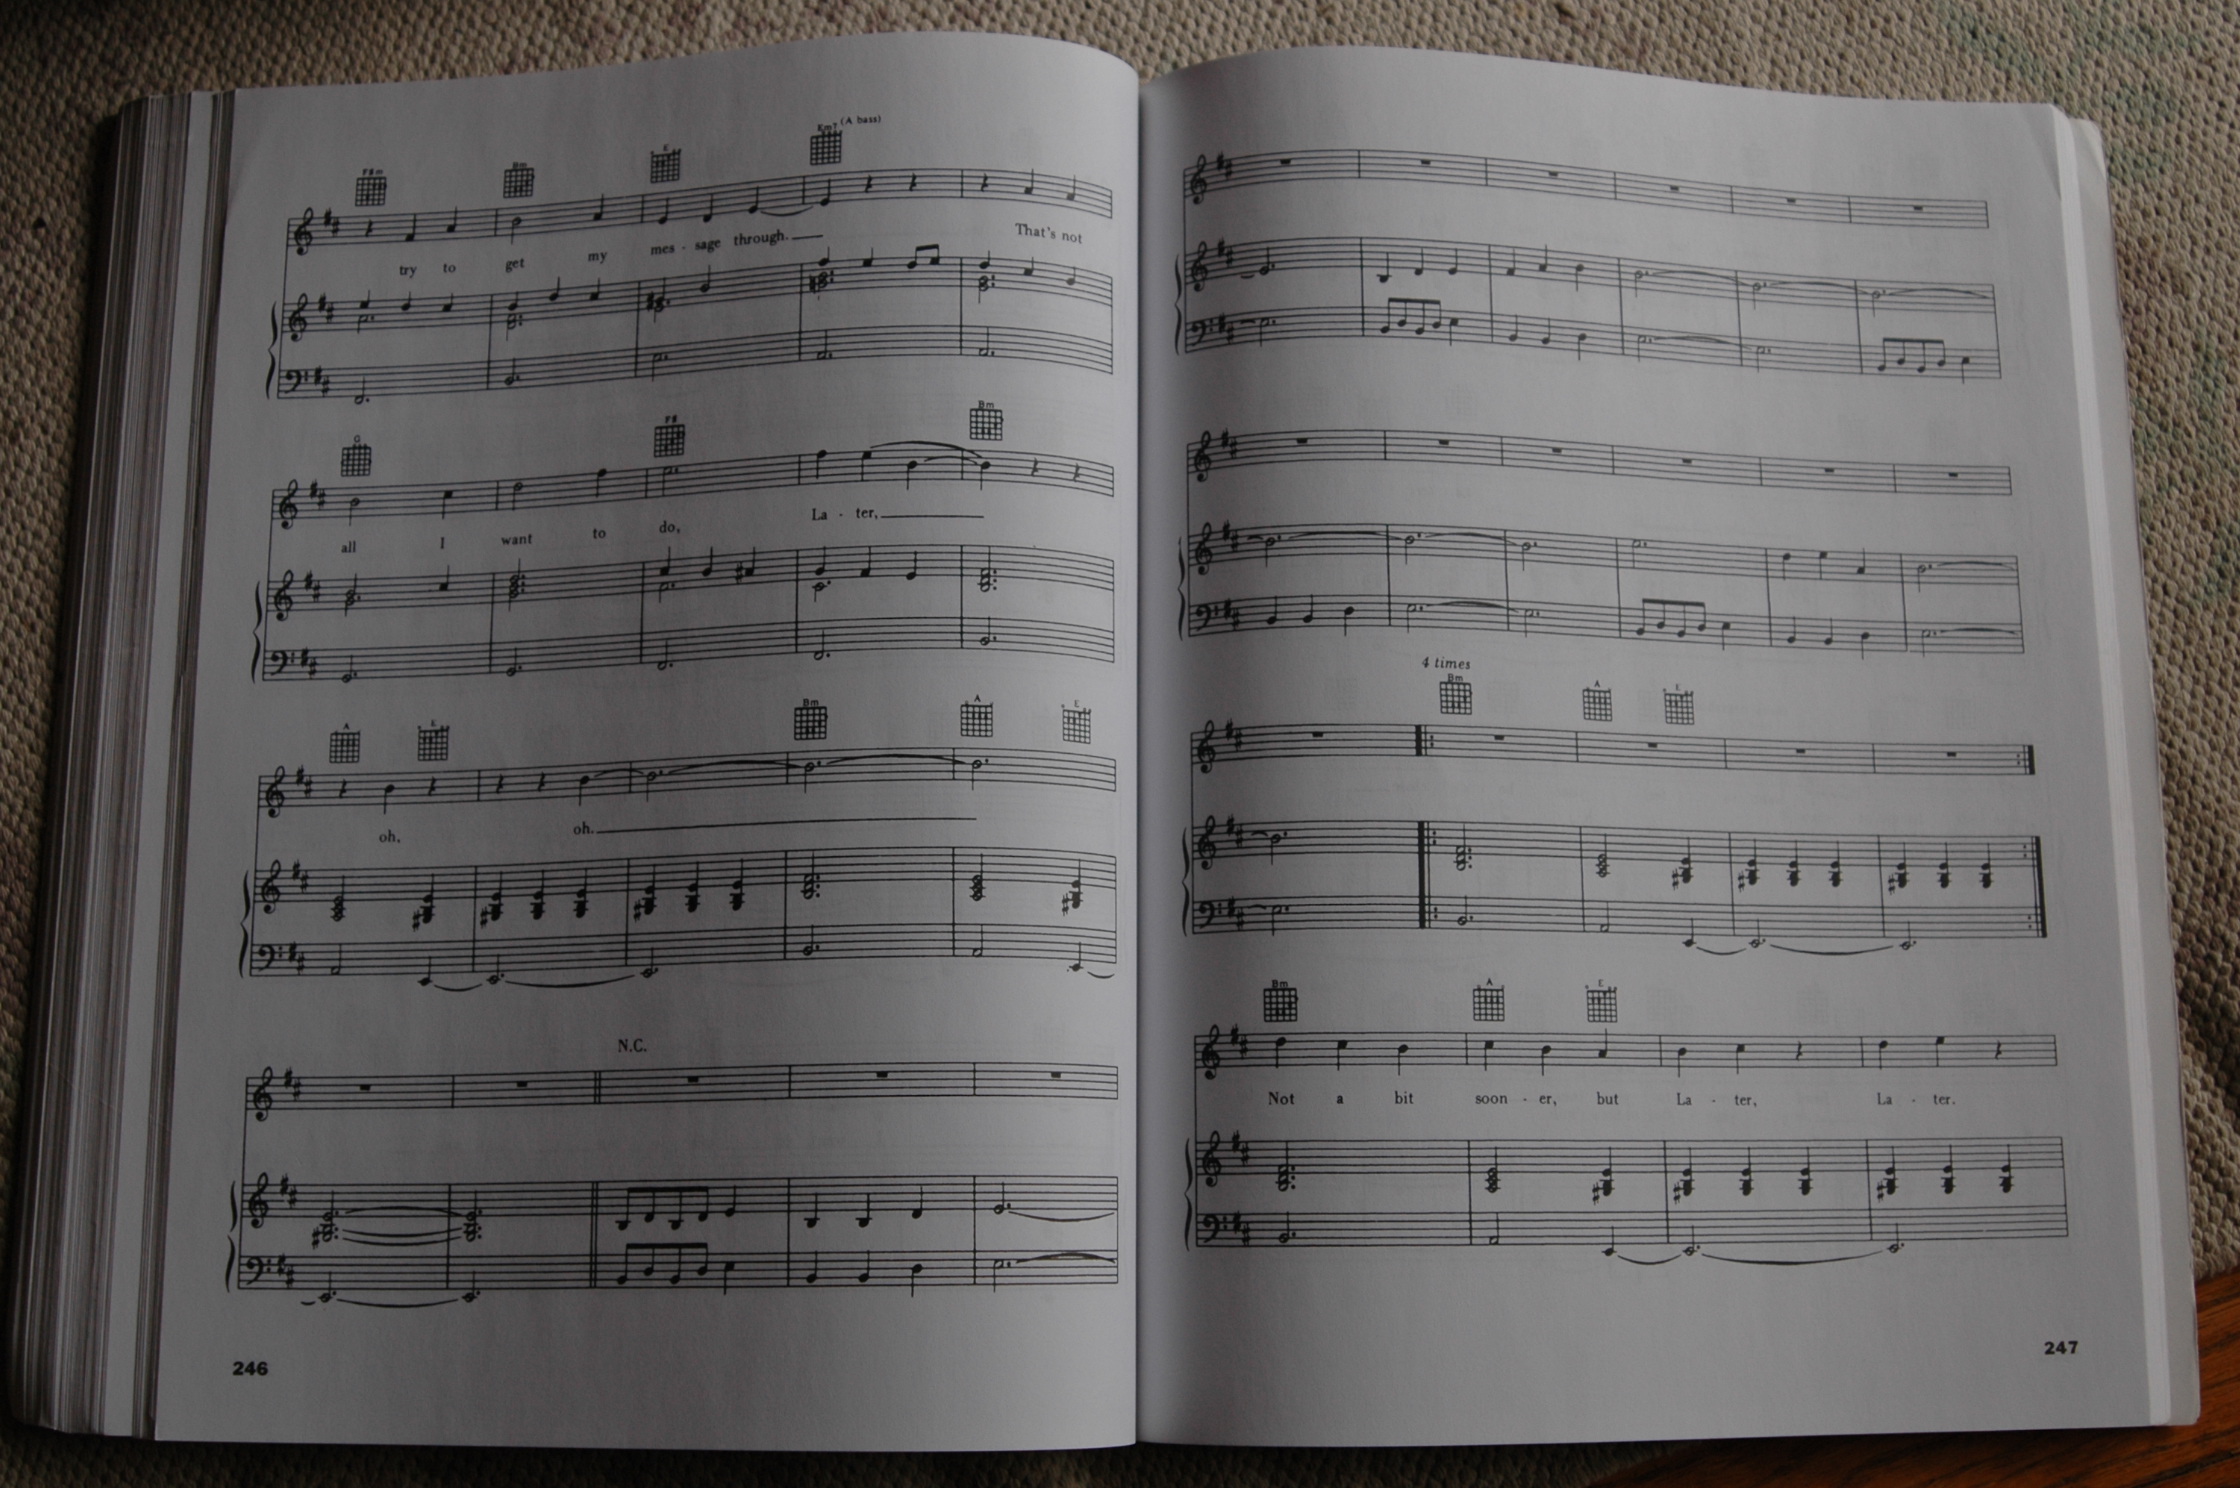 F#m Bm E Em7 (A bass)
try to get my mes - sage through. That's not
G F# Bm
all I want to do, La - ter,
A E Bm A E
oh, oh.
N.C.
246
4 times
Bm A E
Bm A E
Not a bit soon - er, but La - ter, La - ter.
247